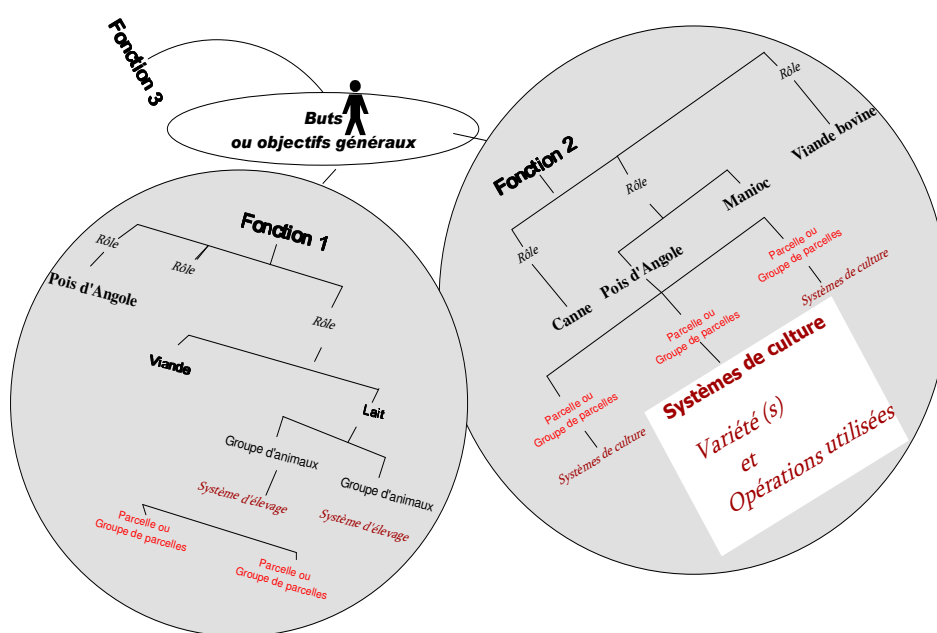 Fonction 3
Buts
ou objectifs généraux
Fonction 1
Rôle
Pois d'Angole
Rôle
Rôle
Viande
Lait
Groupe d'animaux
Système d'élevage
Groupe d'animaux
Système d'élevage
Parcelle ou
Groupe de parcelles
Parcelle ou
Groupe de parcelles
Fonction 2
Rôle
Viande bovine
Rôle
Manioc
Rôle
Canne
Pois d'Angole
Parcelle ou
Groupe de parcelles
Systèmes de culture
Parcelle ou
Groupe de parcelles
Systèmes de culture
Variété (s)
et
Opérations utilisées
Parcelle ou
Groupe de parcelles
Systèmes de culture